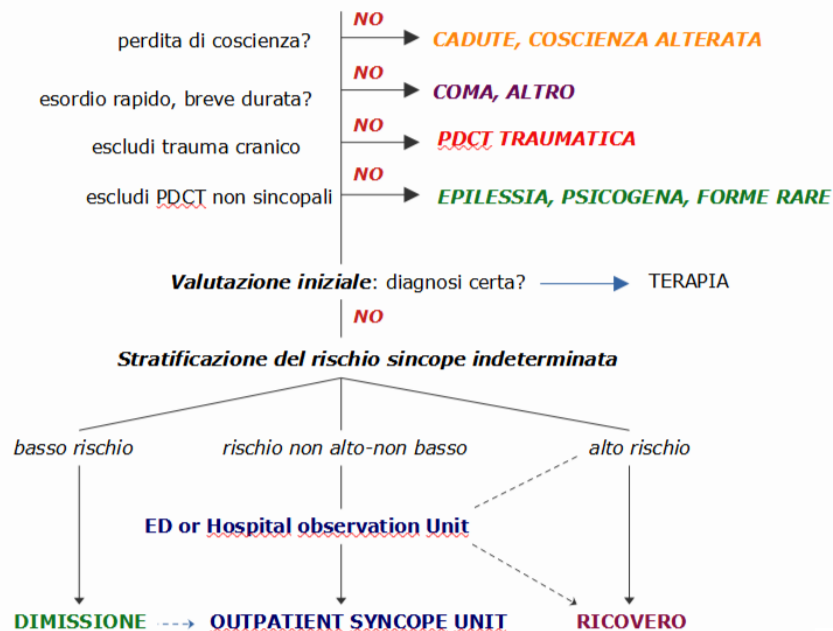 NO
perdita di coscienza? CADUTE, COSCIENZA ALTERATA
NO
esordio rapido, breve durata? COMA, ALTRO
NO
escludi trauma cranico PDCT TRAUMATICA
NO
escludi PDCT non sincopali EPILESSIA, PSICOGENA, FORME RARE
Valutazione iniziale: diagnosi certa? TERAPIA
NO
Stratificazione del rischio sincope indeterminata
basso rischio rischio non alto-non basso alto rischio
ED or Hospital observation Unit
DIMISSIONE OUTPATIENT SYNCOPE UNIT RICOVERO